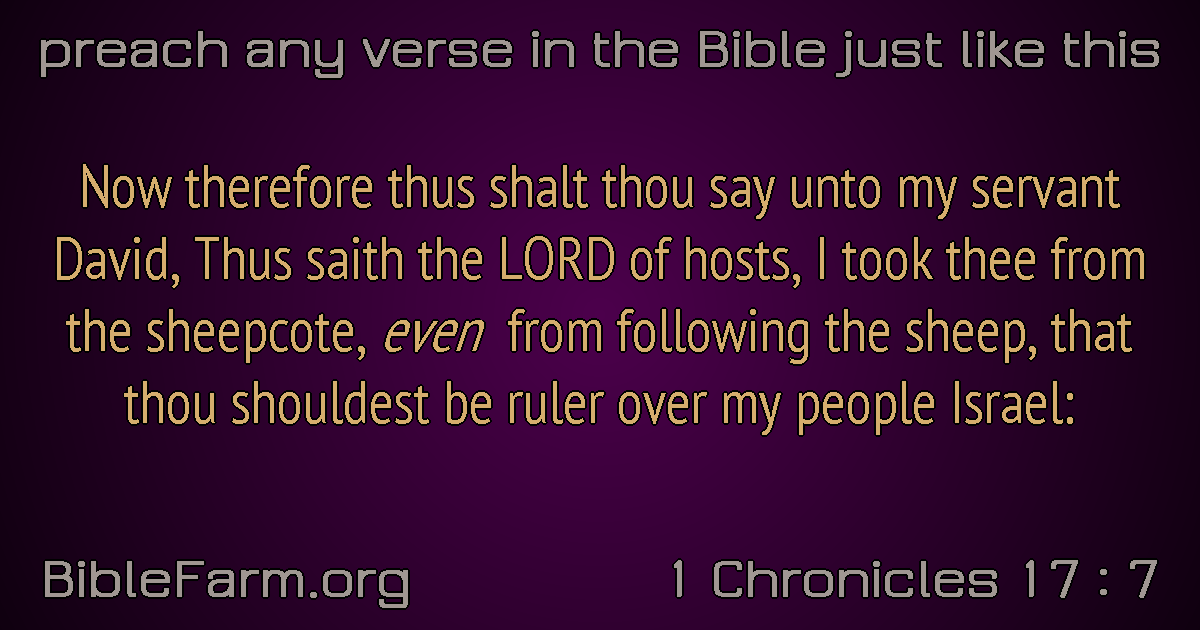 preach any verse in the Bible just like this
Now therefore thus shalt thou say unto my servant
David, Thus saith the LORD of hosts, I took thee from
the sheepcote, even from following the sheep, that
thou shouldest be ruler over my people Israel:
BibleFarm.org
1 Chronicles 17 : 7